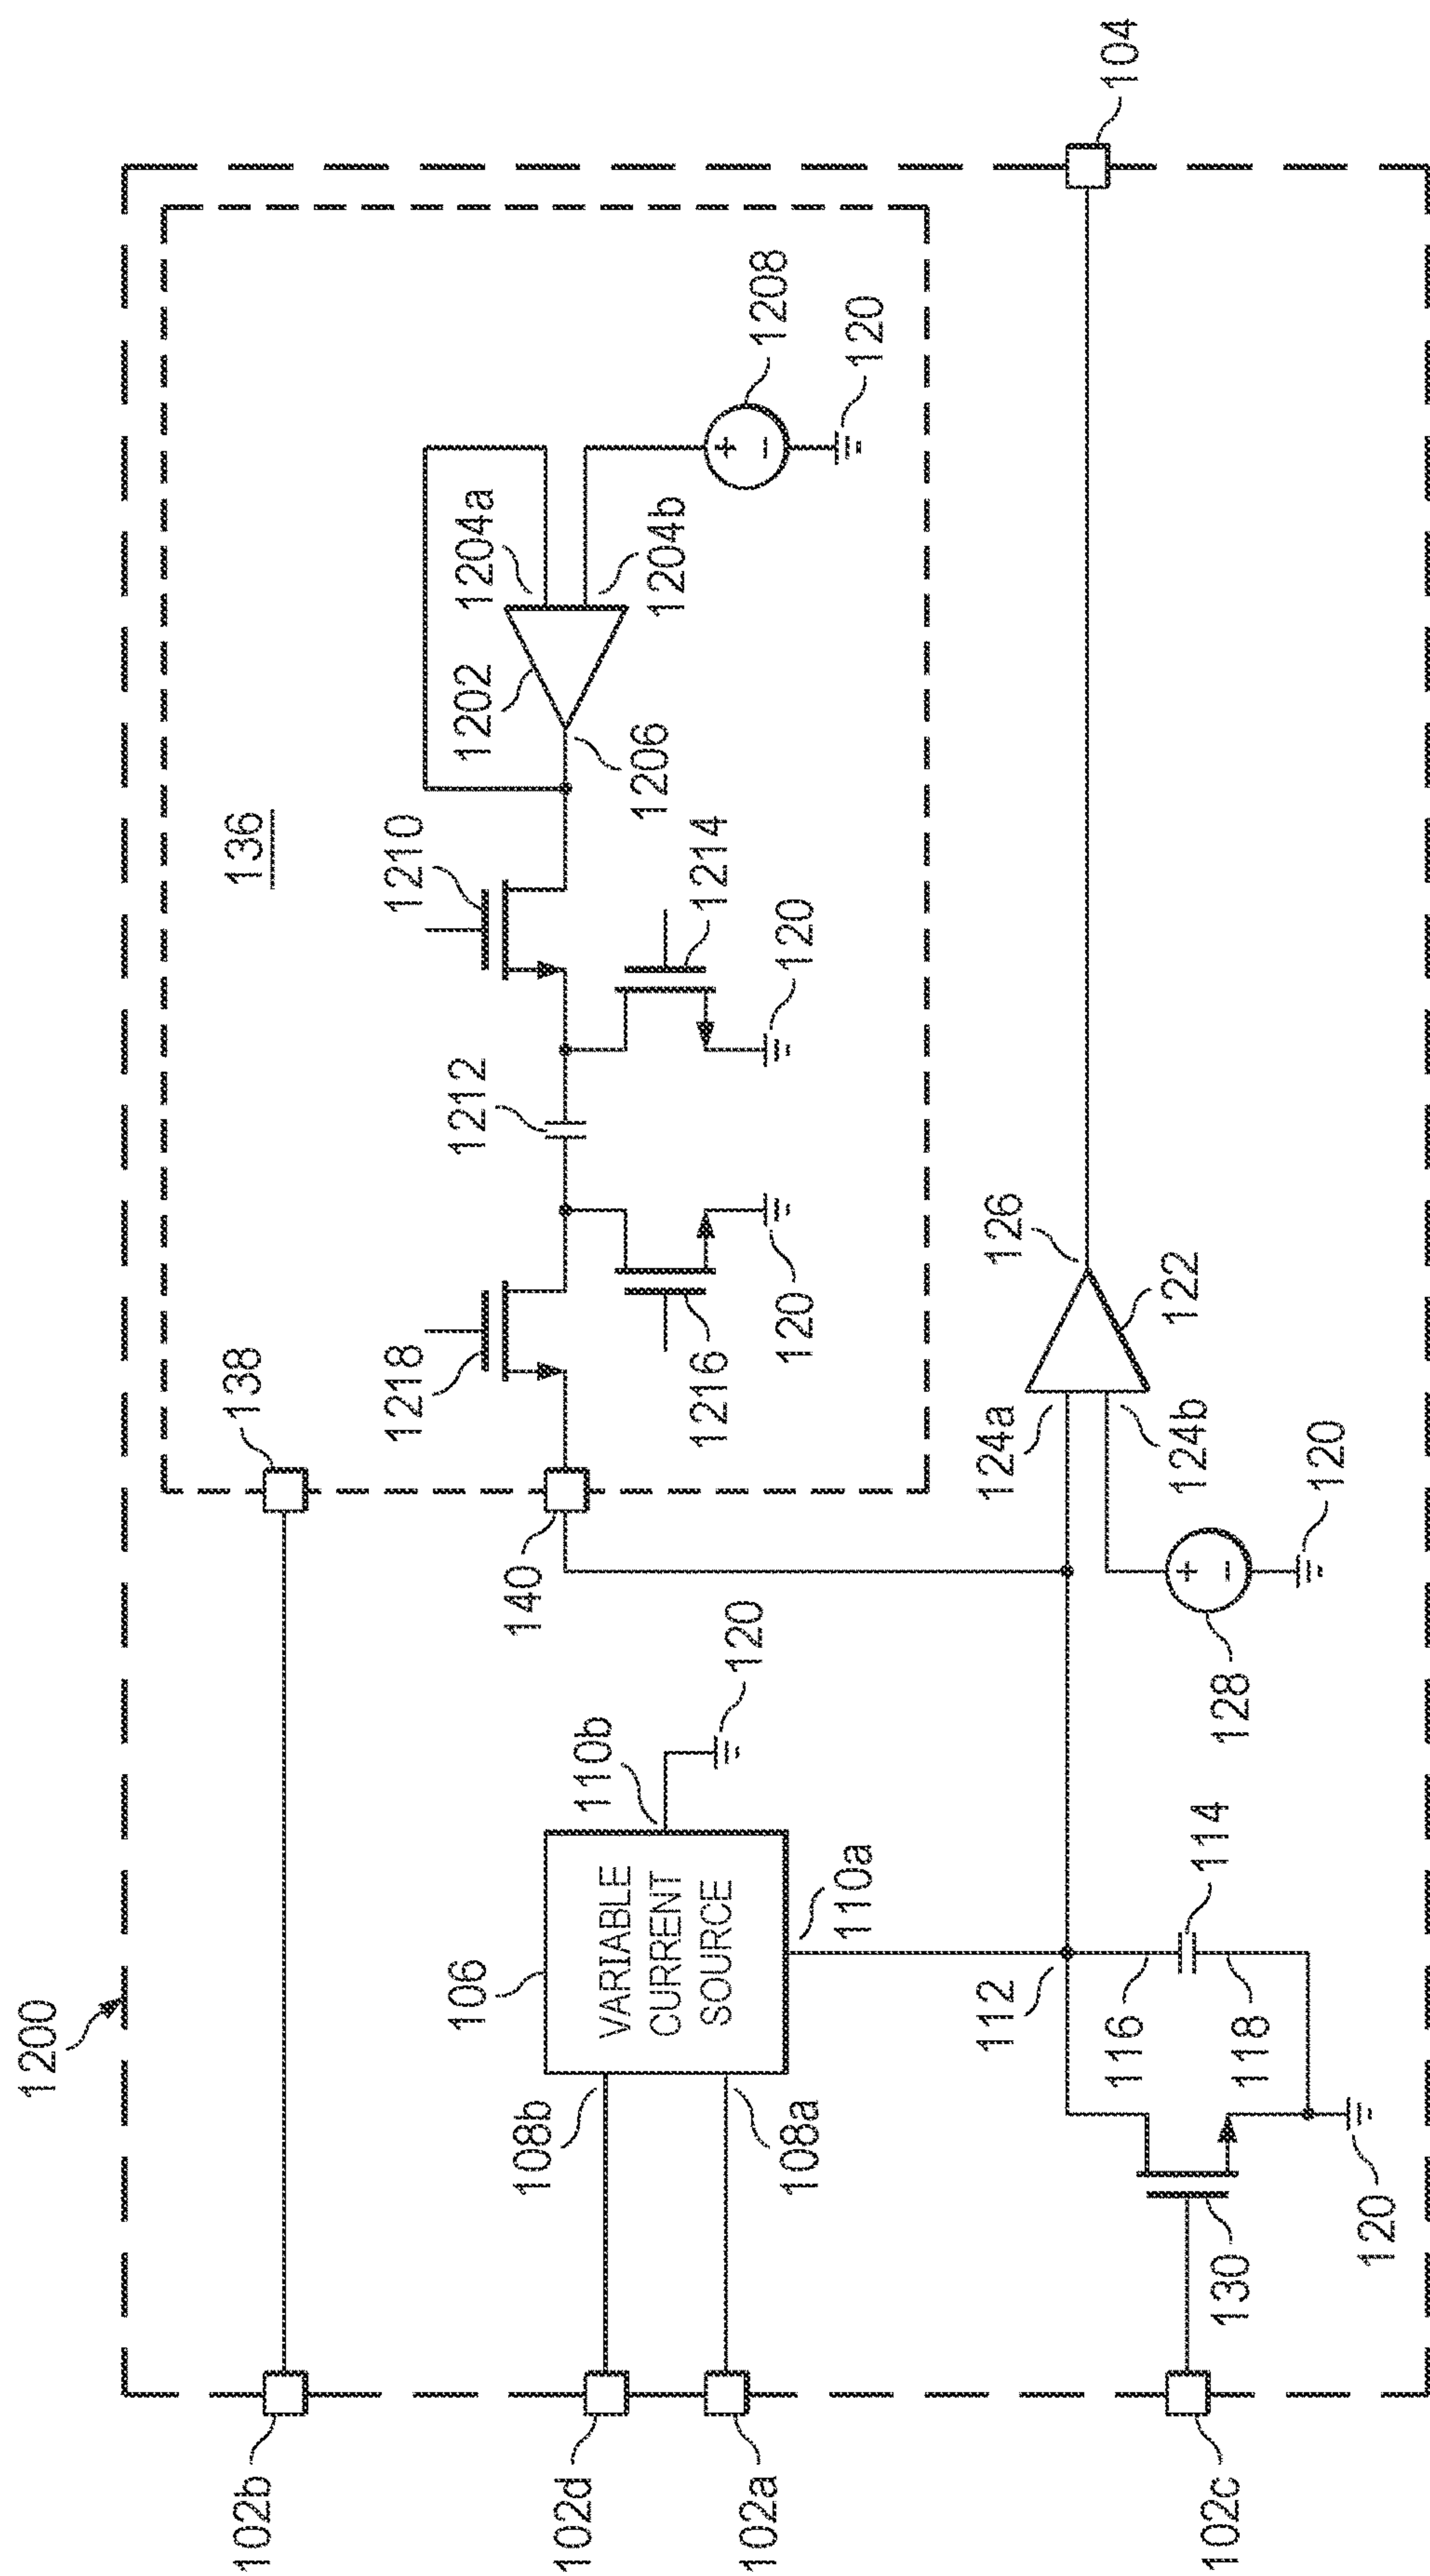 1200
102b
138
136
1218
1212
1210
1202
1204a
1204b
1206
1208
120
1216
120
1214
120
140
102d
102a
108b
108a
106
VARIABLE
CURRENT
SOURCE
110b
120
110a
112
116
114
118
130
120
102c
124a
124b
126
122
128
120
104
+
−
+
−